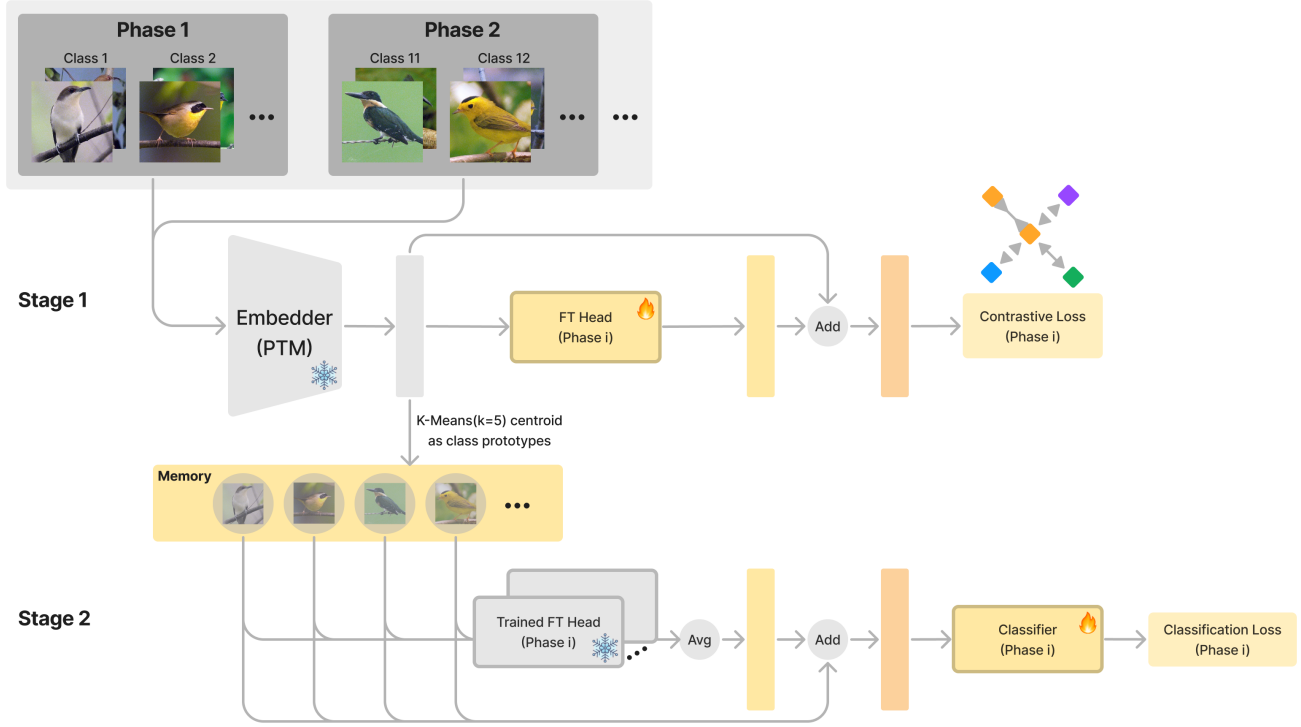 Phase 1
Phase 2
Class 1
Class 2
Class 11
Class 12
•••
•••
•••
Stage 1
Embedder
(PTM)
FT Head
(Phase i)
Add
Contrastive Loss
(Phase i)
K-Means(k=5) centroid
as class prototypes
Memory
•••
Stage 2
Trained FT Head
(Phase i)
Avg
Add
Classifier
(Phase i)
Classification Loss
(Phase i)